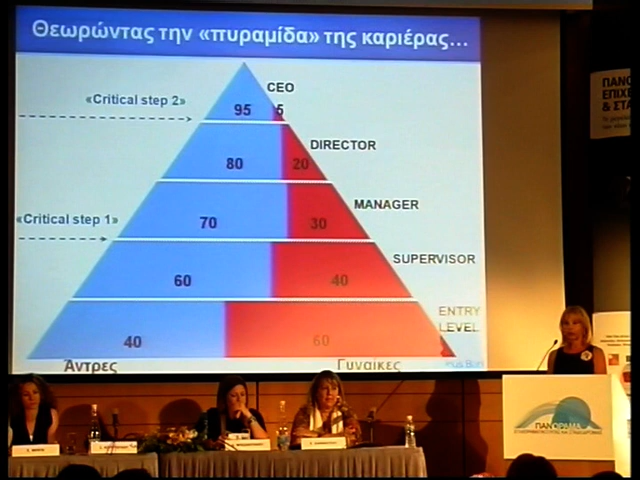 Θεωρώντας την «πυραμίδα» της καριέρας...
«Critical step 2»
CEO
95 5
DIRECTOR
80 20
«Critical step 1»
MANAGER
70 30
SUPERVISOR
60 40
ENTRY
LEVEL
40 60
Άντρες Γυναίκες
ΠΑΝΟ
ΕΠΙΧΕ
& ΣΤΑ
ΠΑΝΟΡΑΜΑ